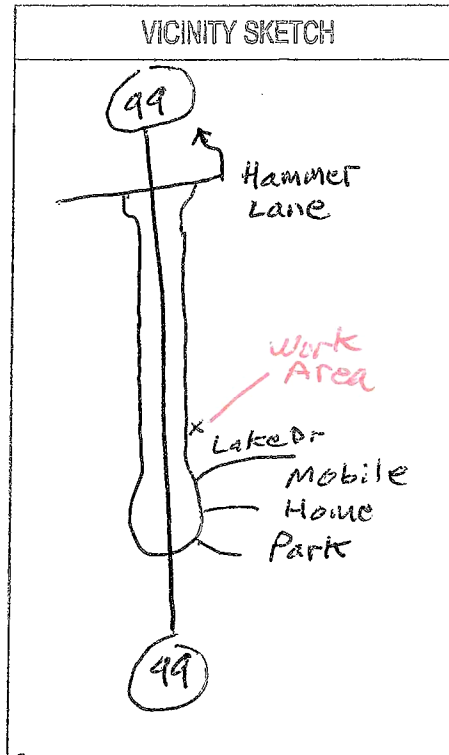 VICINITY SKETCH
99
Hammer
Lane
Work
Area
x
Lake Dr
Mobile
Home
Park
99